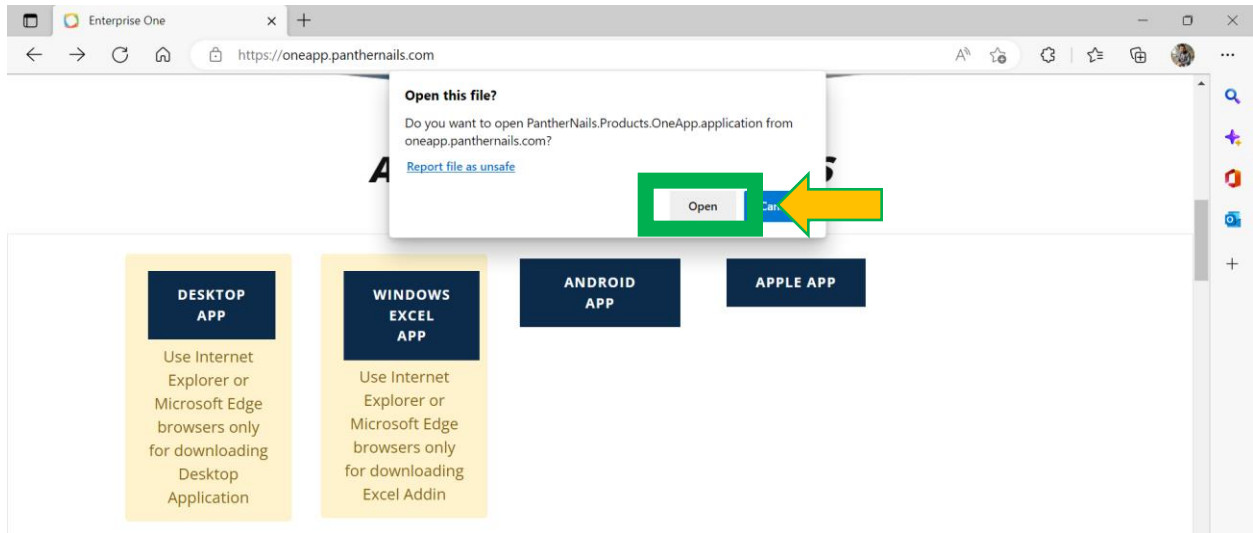 Enterprise One
https://oneapp.panthernails.com
Open this file?
Do you want to open PantherNails.Products.OneApp.application from
oneapp.panthernails.com?
Report file as unsafe
Open
DESKTOP
APP
Use Internet
Explorer or
Microsoft Edge
browsers only
for downloading
Desktop
Application
WINDOWS
EXCEL
APP
Use Internet
Explorer or
Microsoft Edge
browsers only
for downloading
Excel Addin
ANDROID
APP
APPLE APP